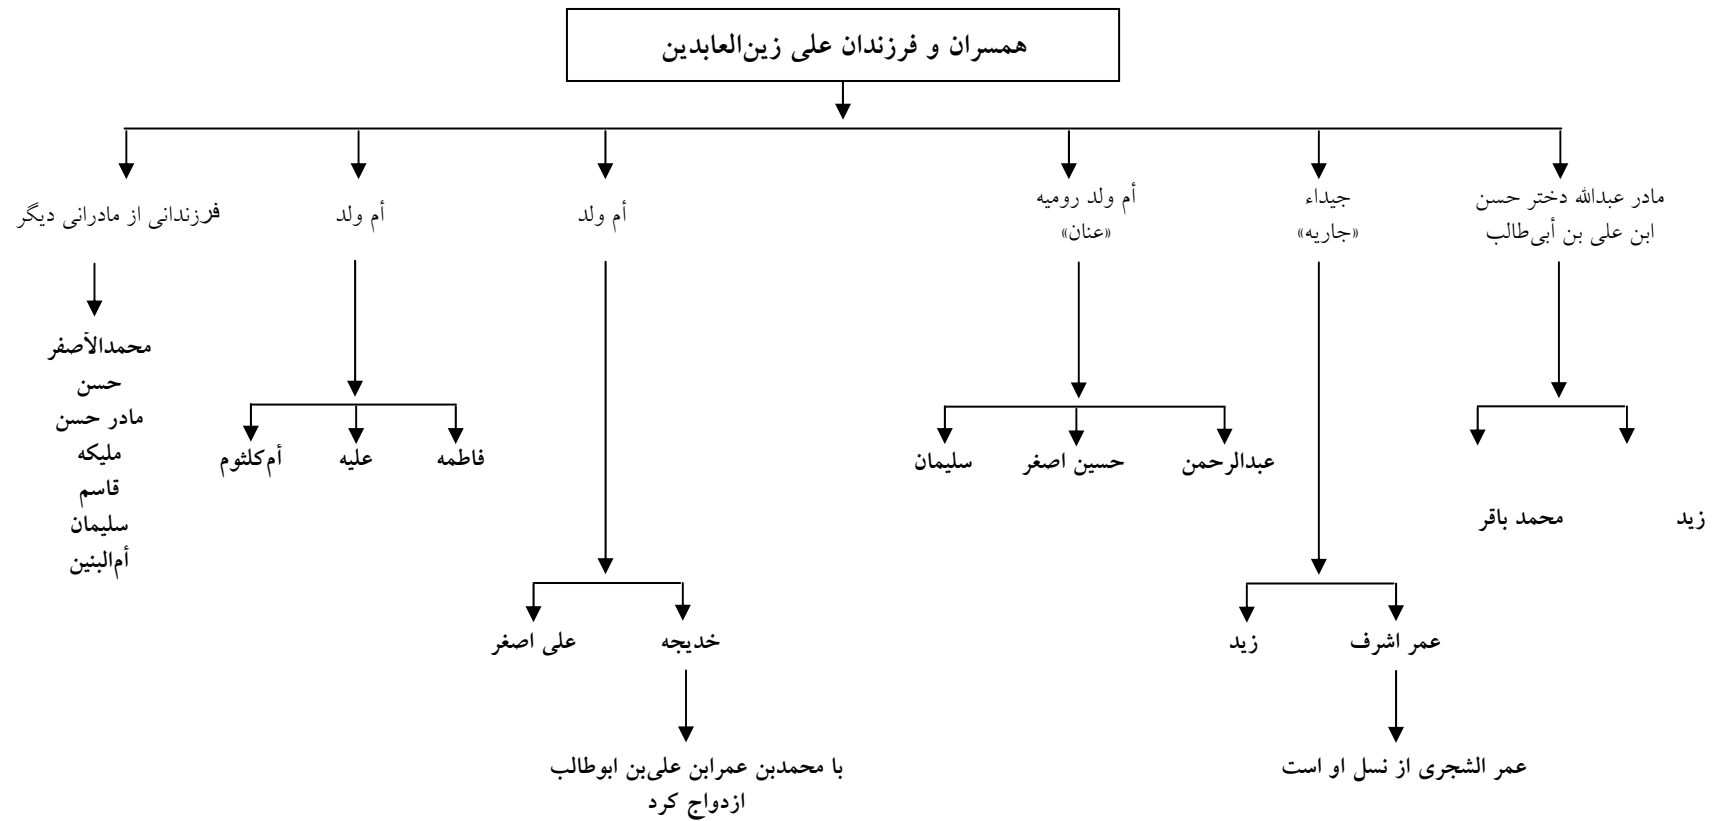 همسران و فرزندان علی زین‌العابدین
مادر عبدالله دختر حسن
ابن علی بن أبی‌طالب
جیداء
«جاریه»
أم ولد رومیه
«عنان»
أم ولد
أم ولد
فرزندانی از مادرانی دیگر
زید
محمد باقر
عمر اشرف
زید
عمر الشجری از نسل او است
عبدالرحمن
حسین اصغر
سلیمان
خدیجه
علی اصغر
با محمدبن عمرابن علی‌بن ابوطالب
ازدواج کرد
فاطمه
علیه
أم‌کلثوم
محمدالآصفر
حسن
مادر حسن
ملیکه
قاسم
سلیمان
أم‌البنین